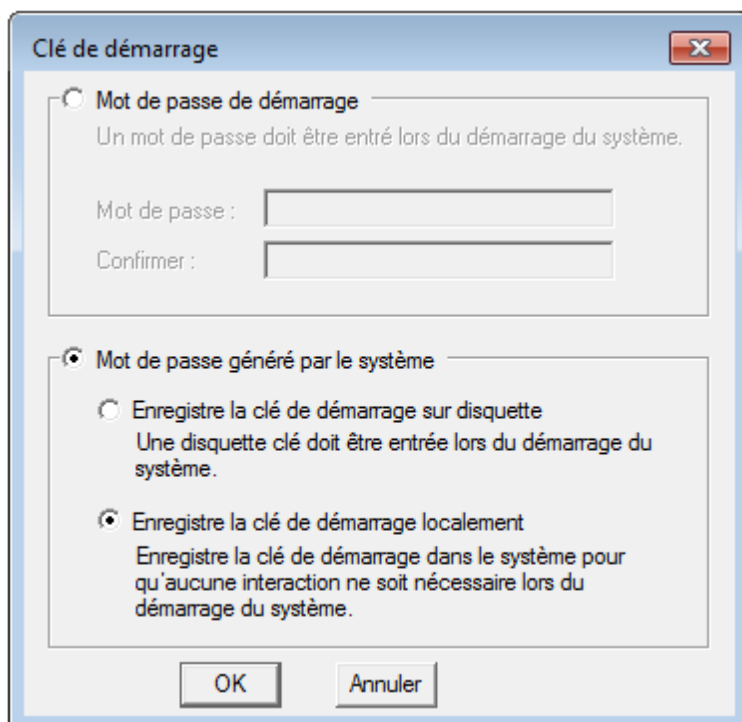 Clé de démarrage
Mot de passe de démarrage
Un mot de passe doit être entré lors du démarrage du système.
Mot de passe :
Confirmer :
Mot de passe généré par le système
Enregistre la clé de démarrage sur disquette
Une disquette clé doit être entrée lors du démarrage du
système.
Enregistre la clé de démarrage localement
Enregistre la clé de démarrage dans le système pour
qu'aucune interaction ne soit nécessaire lors du
démarrage du système.
OK
Annuler